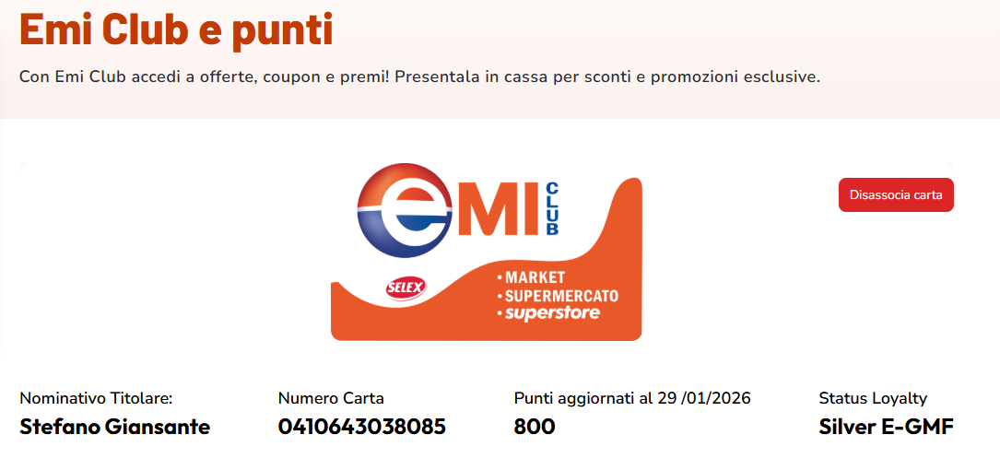 Emi Club e punti
Con Emi Club accedi a offerte, coupon e premi! Presentala in cassa per sconti e promozioni esclusive.
eMI CLUB
Disassocia carta
SELEX
• MARKET
• SUPERMERCATO
• superstore
Nominativo Titolare:
Stefano Giansante
Numero Carta
0410643038085
Punti aggiornati al 29 /01/2026
800
Status Loyalty
Silver E-GMF